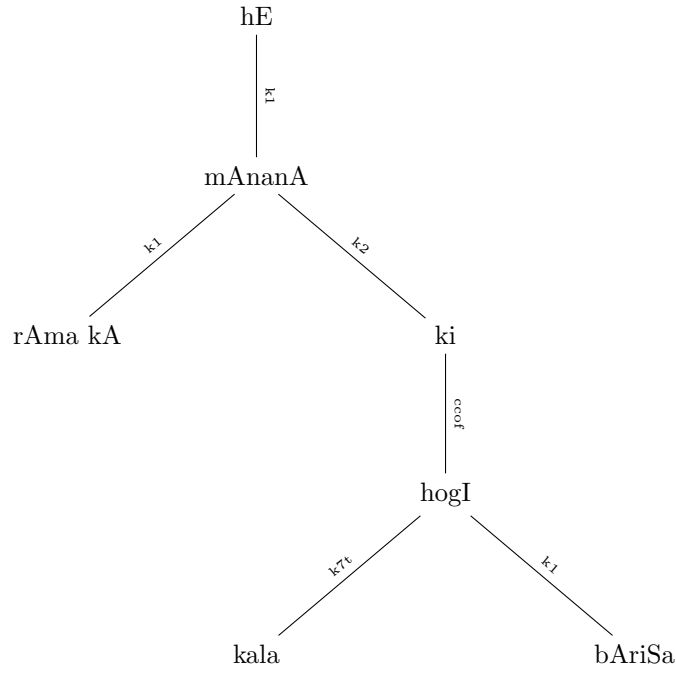 hE
k1
mAnanA
k1 k2
rAma kA ki
ccof
hogI
k7t k1
kala bAriSa